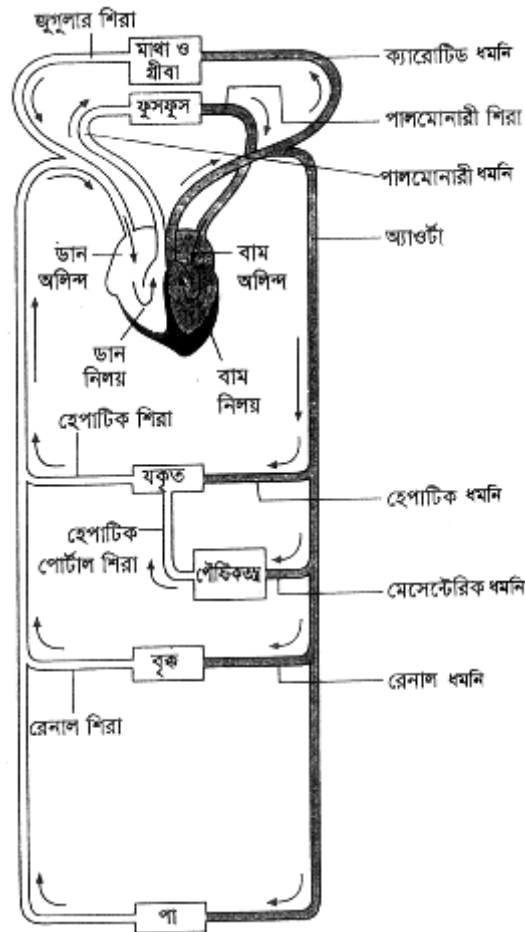 জুগুলার শিরা
মাথা ও
গ্রীবা
ক্যারোটিড ধমনি
ফুসফুস
পালমোনারী শিরা
পালমোনারী ধমনি
অ্যাওর্টা
ডান
অলিন্দ
বাম
অলিন্দ
ডান
নিলয়
বাম
নিলয়
হেপাটিক শিরা
যকৃত
হেপাটিক ধমনি
হেপাটিক
পোর্টাল শিরা
পৌষ্টিকতন্ত্র
মেসেন্টেরিক ধমনি
বৃক্ক
রেনাল ধমনি
রেনাল শিরা
পা